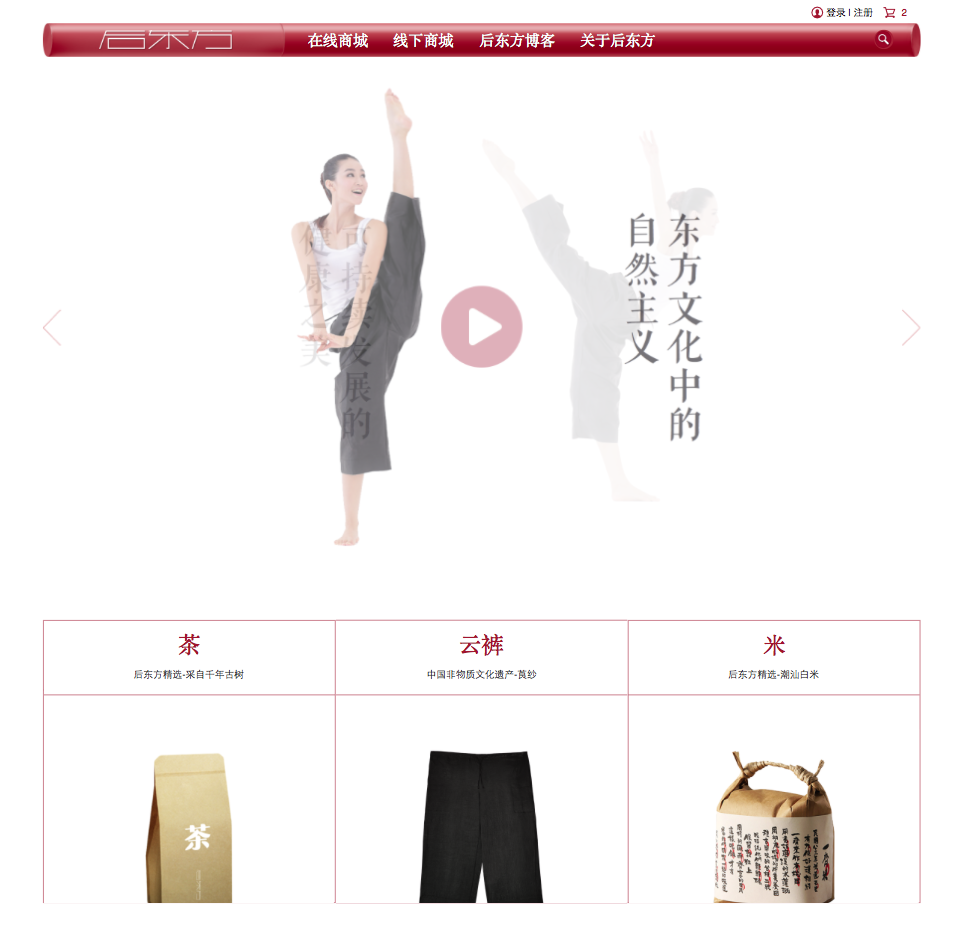 登录 | 注册 2
后东方 在线商城 线下商城 后东方博客 关于后东方
可持续发展的
健康之美
东方文化中的
自然主义
茶
后东方精选-采自千年古树
云裤
中国非物质文化遗产-莨纱
米
后东方精选-潮汕白米
茶